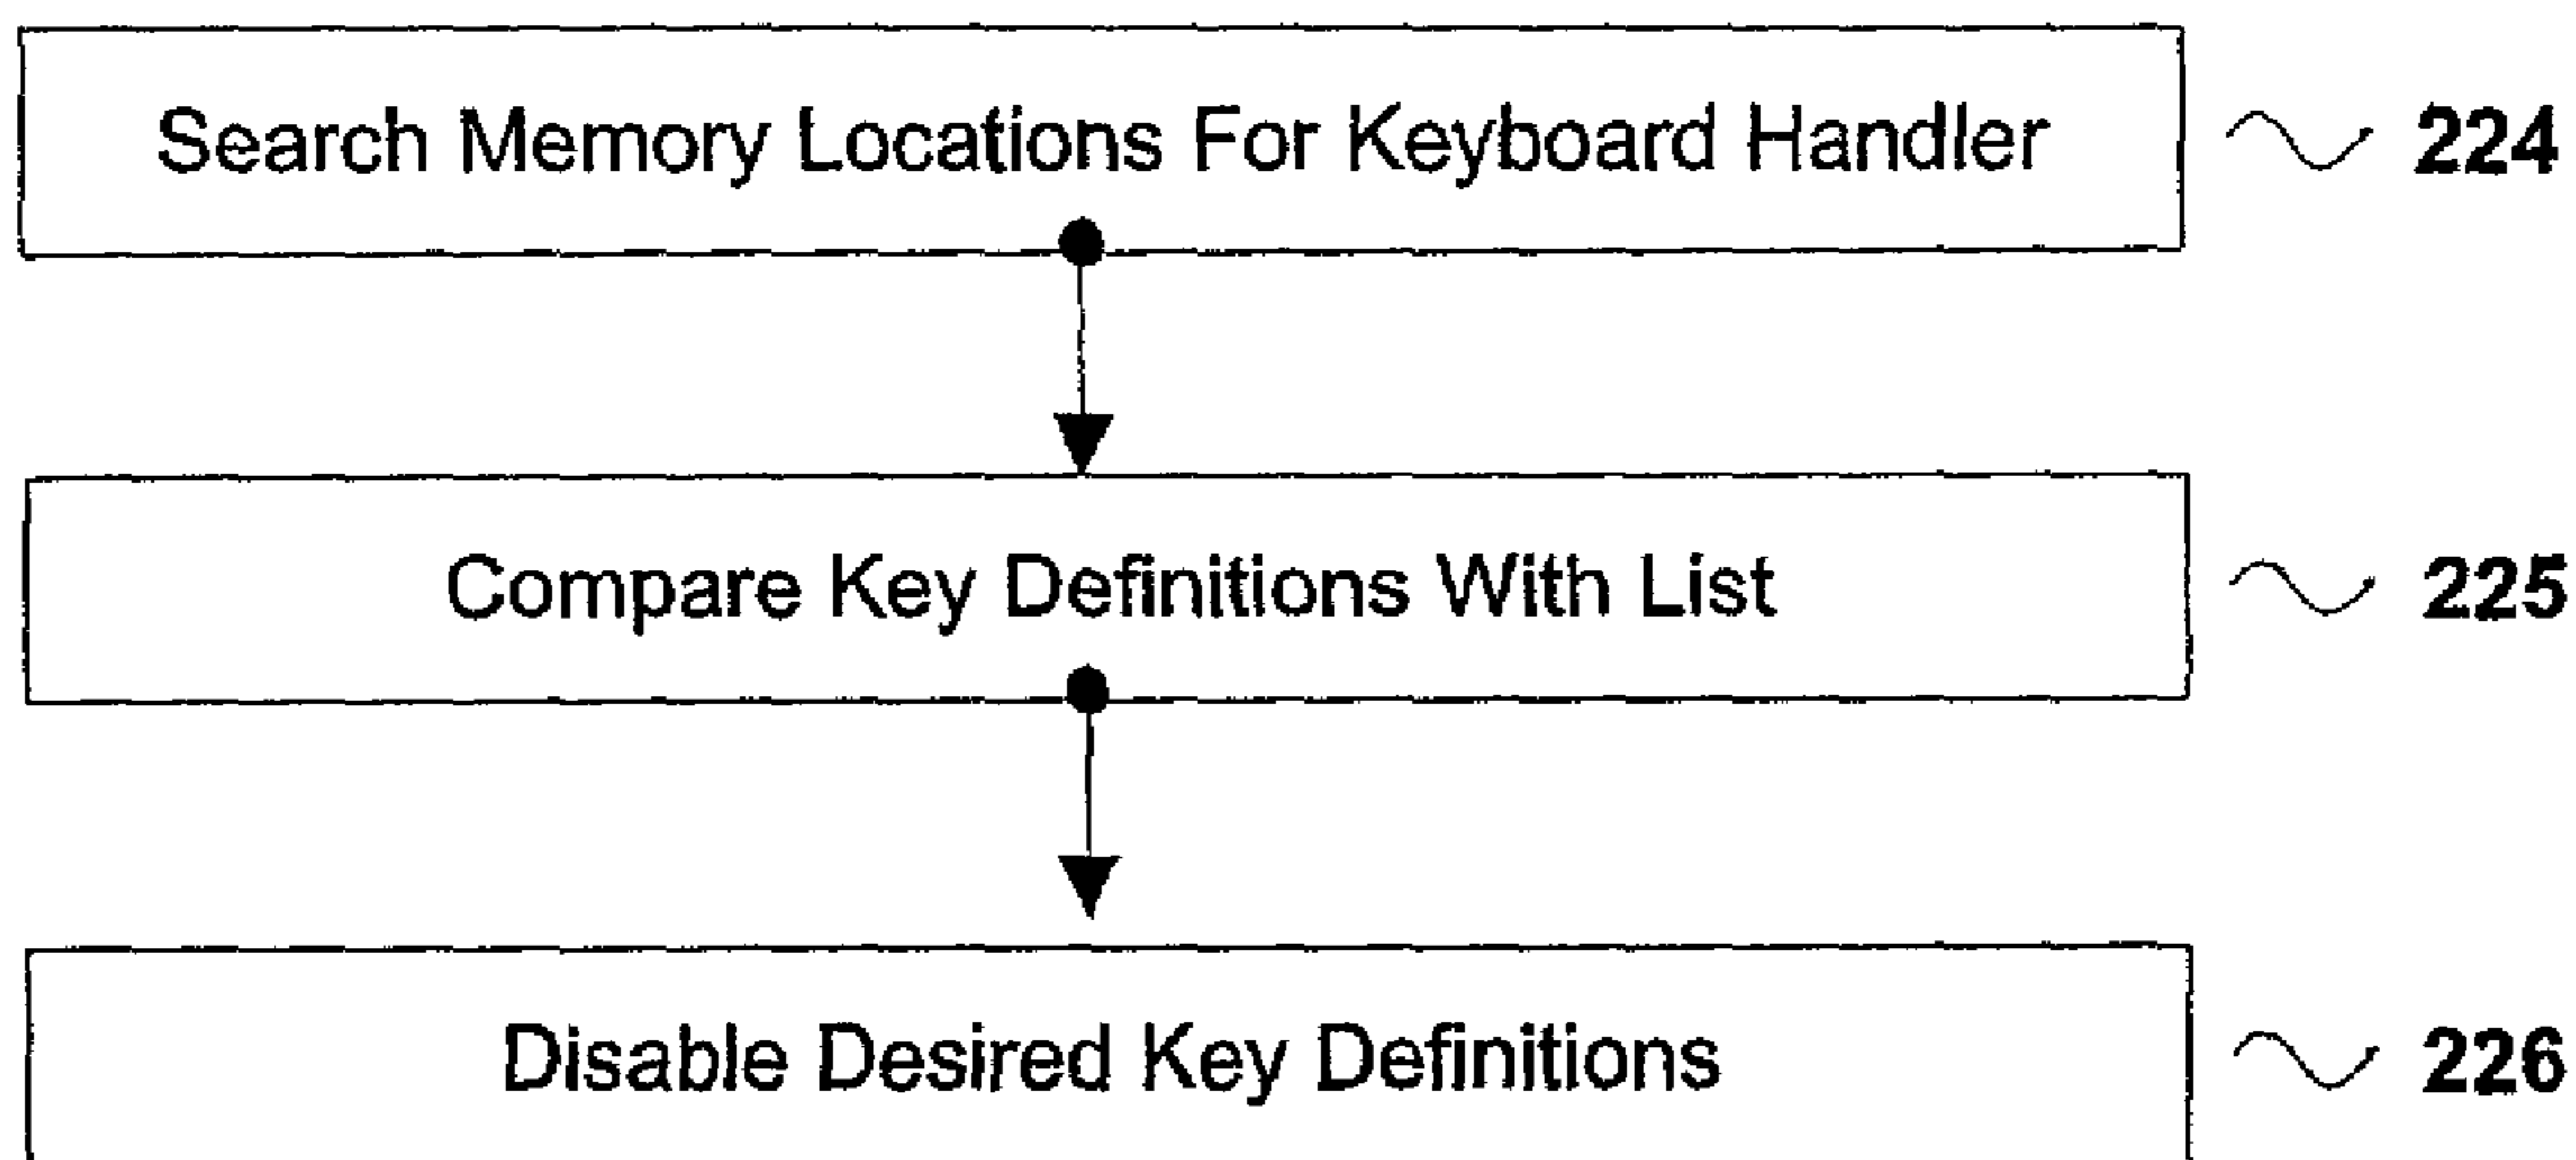 Search Memory Locations For Keyboard Handler 224
Compare Key Definitions With List 225
Disable Desired Key Definitions 226